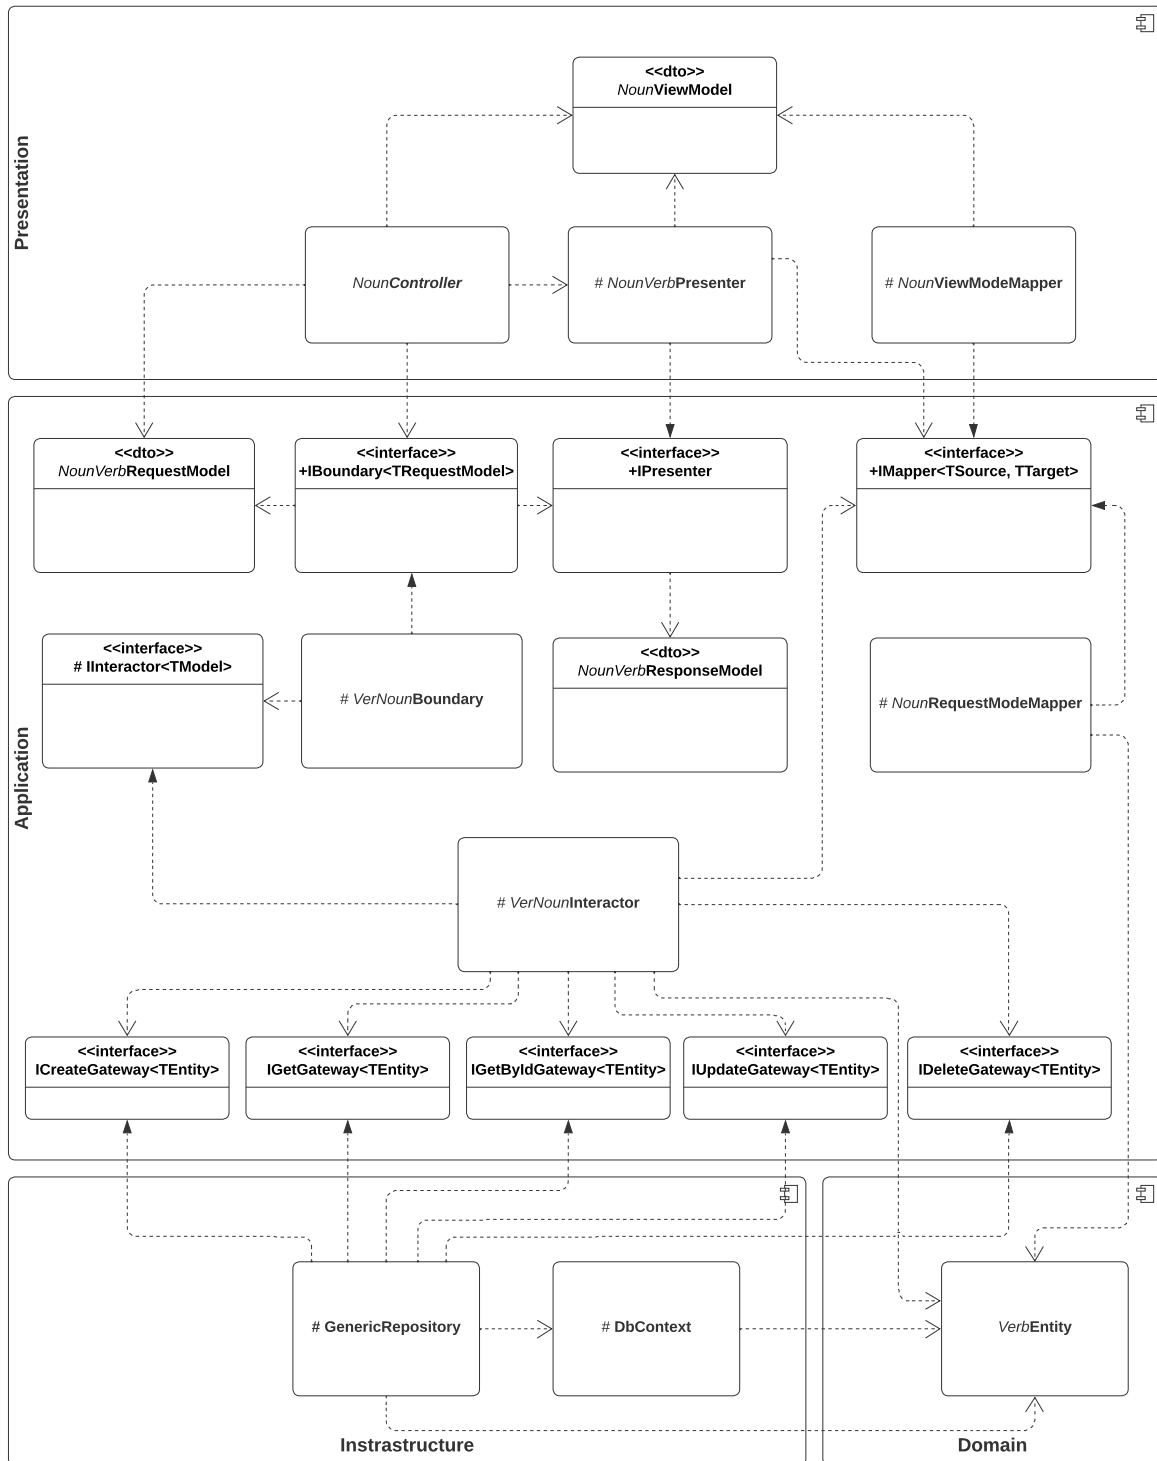 Presentation
<<dto>>
NounViewModel
NounController
# NounVerbPresenter
# NounViewModeMapper
Application
<<dto>>
NounVerbRequestModel
<<interface>>
+IBoundary<TRequestModel>
<<interface>>
+IPresenter
<<interface>>
+IMapper<TSource, TTarget>
<<interface>>
# IInteractor<TModel>
# VerNounBoundary
<<dto>>
NounVerbResponseModel
# NounRequestModeMapper
# VerNounInteractor
<<interface>>
ICreateGateway<TEntity>
<<interface>>
IGetGateway<TEntity>
<<interface>>
IGetByIdGateway<TEntity>
<<interface>>
IUpdateGateway<TEntity>
<<interface>>
IDeleteGateway<TEntity>
# GenericRepository
# DbContext
VerbEntity
Instrastructure
Domain